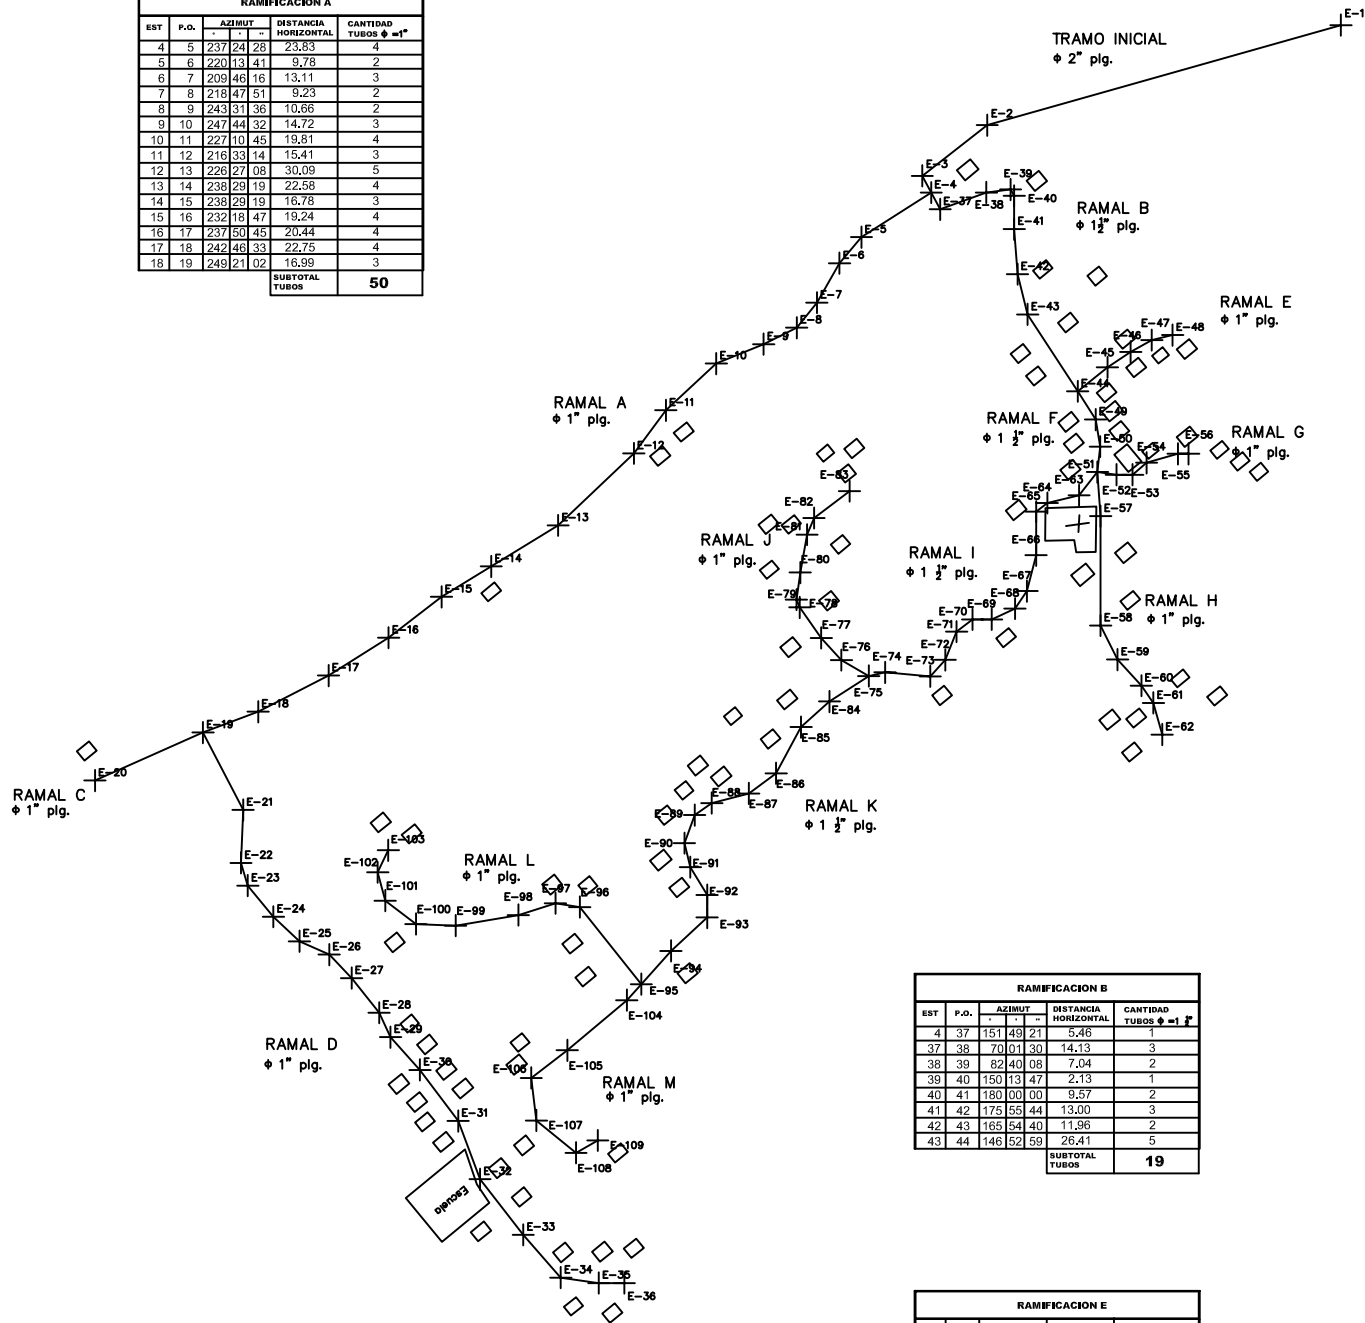 RAMIFICACION A
EST P.O. AZIMUT DISTANCIA HORIZONTAL CANTIDAD TUBOS ϕ =1"
° ' "
4 5 237 24 28 23.83 4
5 6 220 13 41 9.78 2
6 7 209 46 16 13.11 3
7 8 218 47 51 9.23 2
8 9 243 31 36 10.66 2
9 10 247 44 32 14.72 3
10 11 227 10 45 19.81 4
11 12 216 33 14 15.41 3
12 13 226 27 08 30.09 5
13 14 238 29 19 22.58 4
14 15 238 29 19 16.78 3
15 16 232 18 47 19.24 4
16 17 237 50 45 20.44 4
17 18 242 46 33 22.75 4
18 19 249 21 02 16.99 3
SUBTOTAL TUBOS 50
E-1
TRAMO INICIAL
ϕ 2" plg.
E-2
E-3
E-4
E-37
E-38
E-39
E-40
E-41
RAMAL B
ϕ 1½" plg.
E-5
E-6
E-7
E-8
E-9
E-10
E-11
E-12
RAMAL A
ϕ 1" plg.
E-13
E-14
E-15
E-16
E-17
E-18
E-19
E-20
RAMAL C
ϕ 1" plg.
E-42
E-43
E-44
RAMAL E
ϕ 1" plg.
E-45
E-46
E-47
E-48
RAMAL F
ϕ 1 ½" plg.
E-49
E-50
E-51
E-52
E-53
E-54
E-55
E-56
RAMAL G
ϕ 1" plg.
E-57
E-58
RAMAL H
ϕ 1" plg.
E-59
E-60
E-61
E-62
E-63
E-64
E-65
E-66
RAMAL I
ϕ 1 ½" plg.
E-67
E-68
E-69
E-70
E-71
E-72
E-73
E-74
E-75
E-76
E-77
E-78
E-79
E-80
E-81
E-82
E-83
RAMAL J
ϕ 1" plg.
E-84
E-85
E-86
E-87
RAMAL K
ϕ 1 ½" plg.
E-88
E-89
E-90
E-91
E-92
E-93
E-94
E-95
E-96
E-97
E-98
E-99
E-100
E-101
E-102
E-103
RAMAL L
ϕ 1" plg.
E-104
E-105
E-106
RAMAL M
ϕ 1" plg.
E-107
E-108
E-109
E-21
E-22
E-23
E-24
E-25
E-26
E-27
E-28
E-29
E-30
RAMAL D
ϕ 1" plg.
E-31
E-32
Escuela
E-33
E-34
E-35
E-36
RAMIFICACION B
EST P.O. AZIMUT DISTANCIA HORIZONTAL CANTIDAD TUBOS ϕ =1 ½"
° ' "
4 37 151 49 21 5.46 1
37 38 70 01 30 14.13 3
38 39 82 40 08 7.04 2
39 40 150 13 47 2.13 1
40 41 180 00 00 9.57 2
41 42 175 55 44 13.00 3
42 43 165 54 40 11.96 2
43 44 146 52 59 26.41 5
SUBTOTAL TUBOS 19
RAMIFICACION E